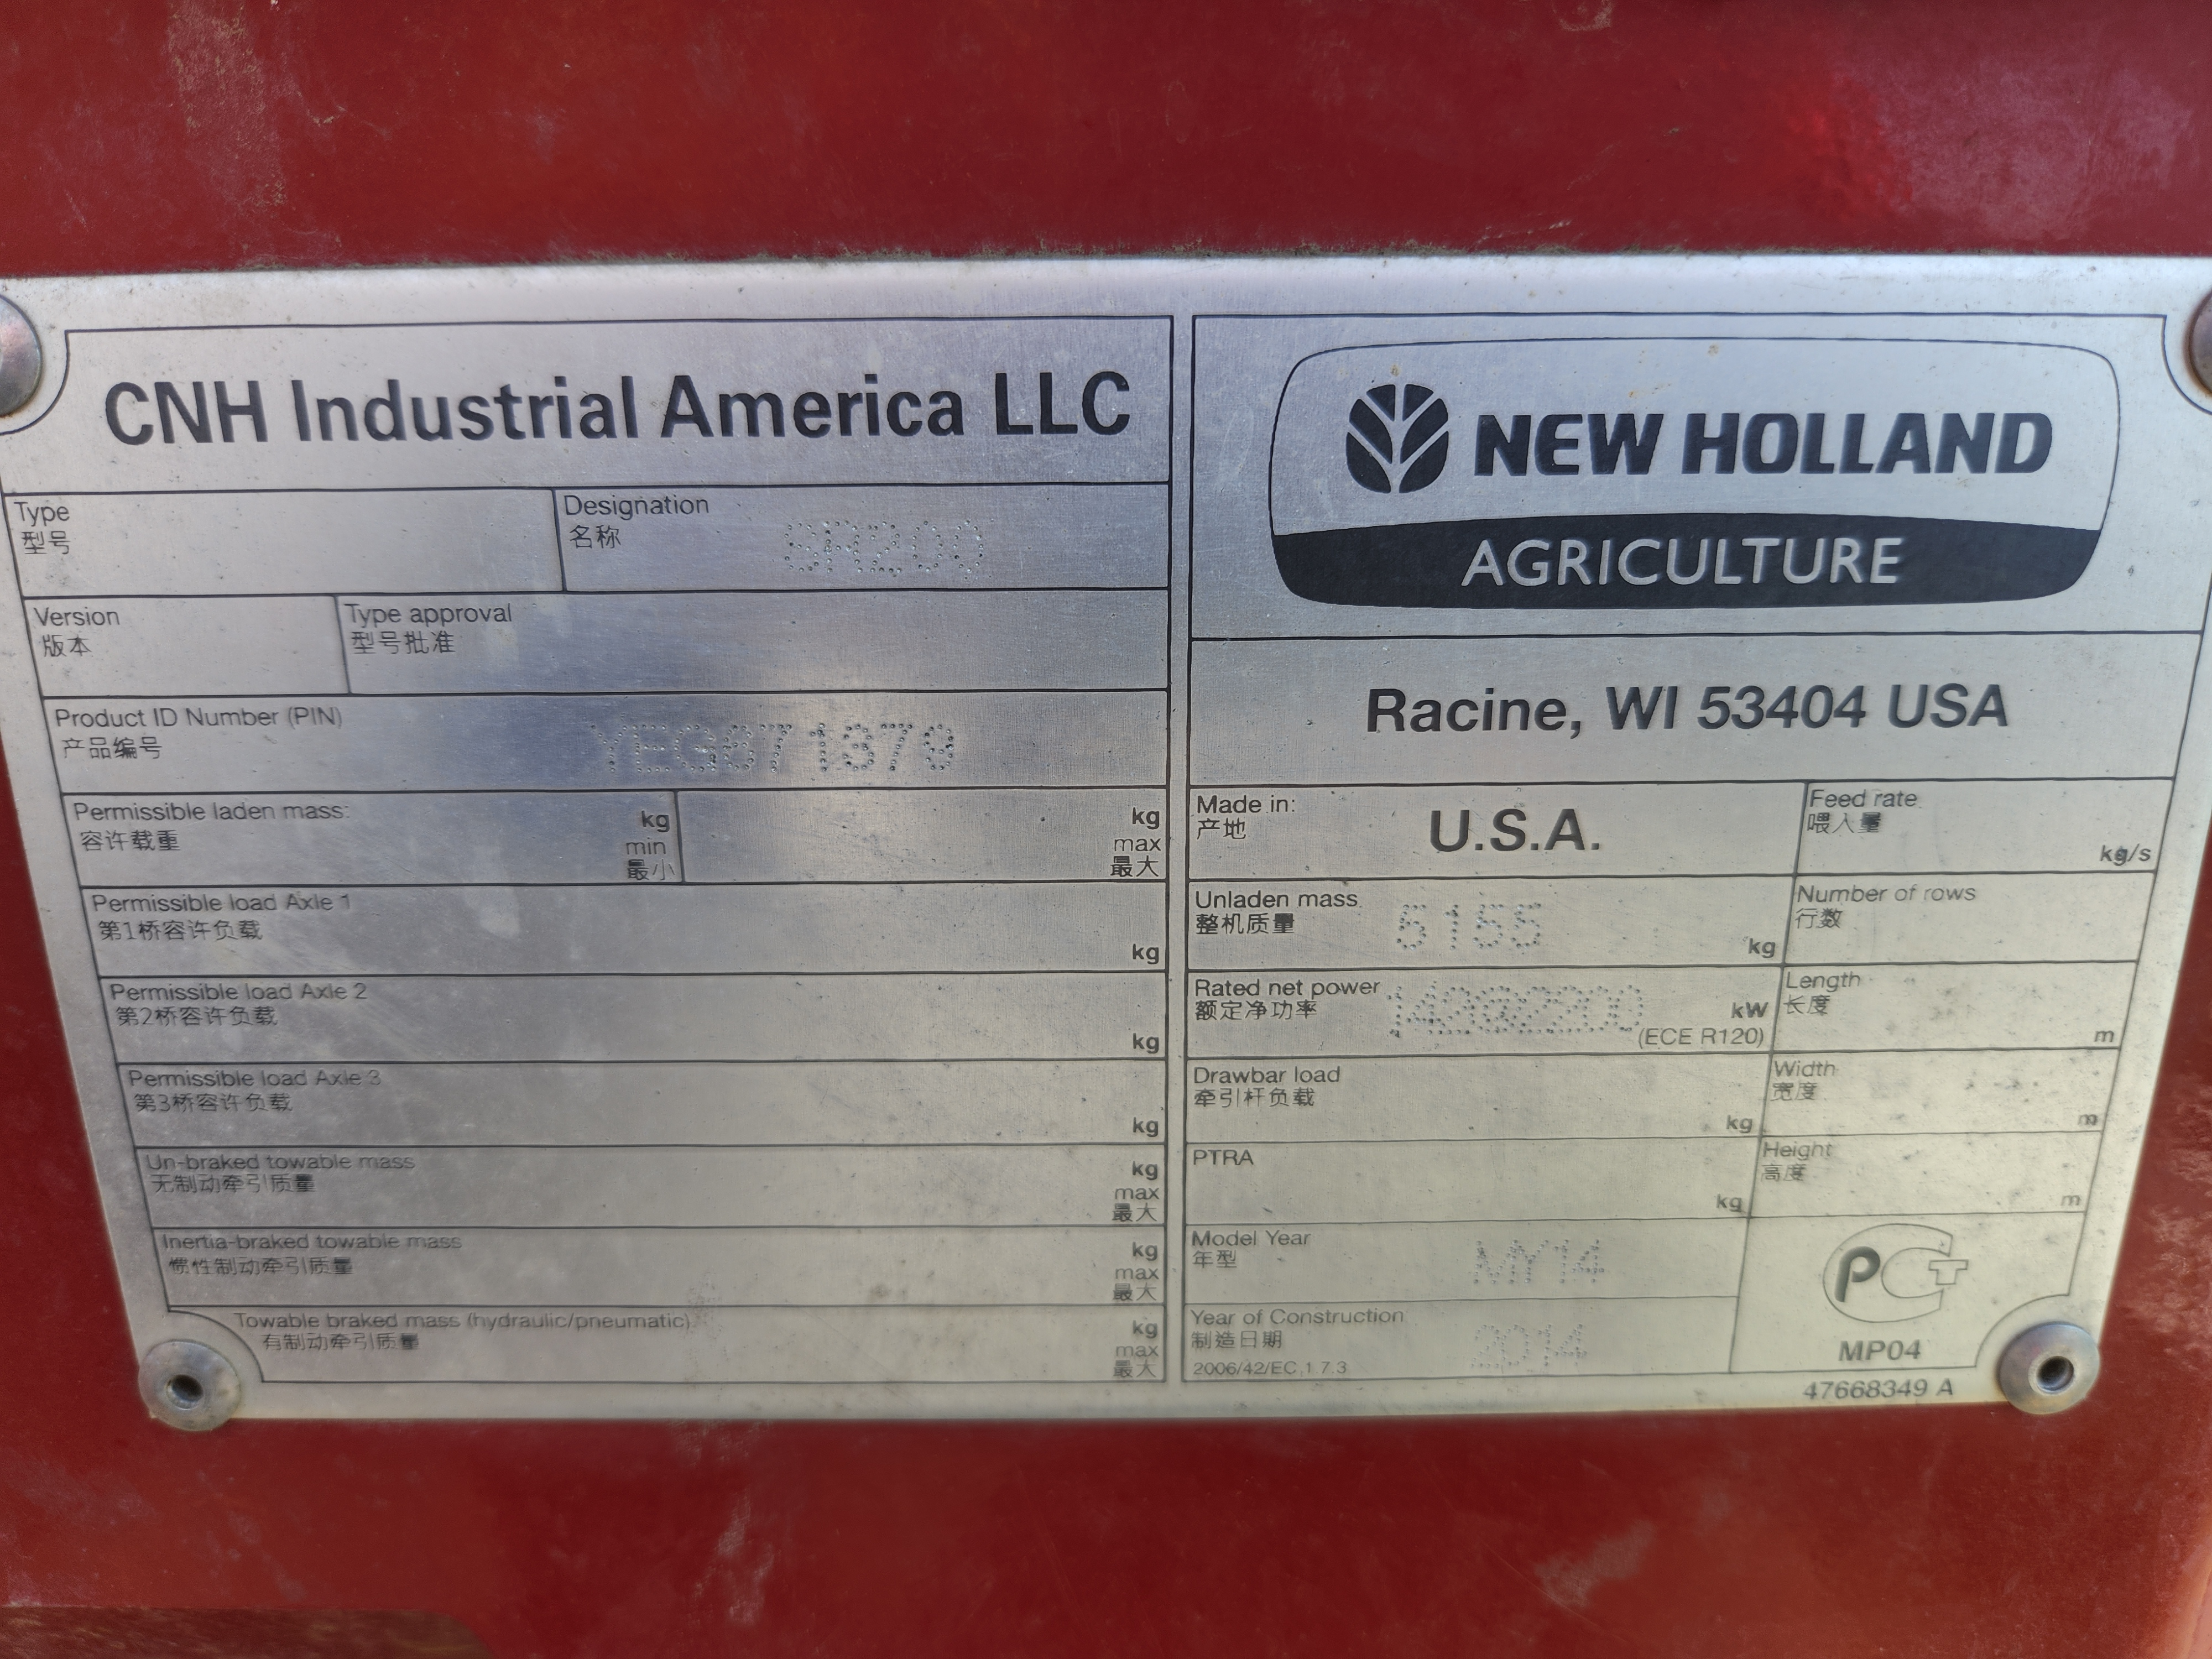 CNH Industrial America LLC
Type
型号
Designation
名称
SR200
Version
版本
Type approval
型号批准
Product ID Number (PIN)
产品编号
YEG671878
Permissible laden mass:
容许载重
kg
min
最小
kg
max
最大
Permissible load Axle 1
第1桥容许负载
kg
Permissible load Axle 2
第2桥容许负载
kg
Permissible load Axle 3
第3桥容许负载
kg
Un-braked towable mass
无制动牵引质量
kg
max
最大
Inertia-braked towable mass
惯性制动牵引质量
kg
max
最大
Towable braked mass (hydraulic/pneumatic)
有制动牵引质量
kg
max
最大
NEW HOLLAND
AGRICULTURE
Racine, WI 53404 USA
Made in:
产地
U.S.A.
Feed rate
喂入量
kg/s
Unladen mass
整机质量
5155
kg
Number of rows
行数
Rated net power
额定净功率
142@2200
kW
(ECE R120)
Length
长度
m
Drawbar load
牵引杆负载
kg
Width
宽度
m
PTRA
kg
Height
高度
m
Model Year
年型
MY14
Year of Construction
制造日期
2014
2006/42/EC,1.7.3
PCT
MP04
47668349 A